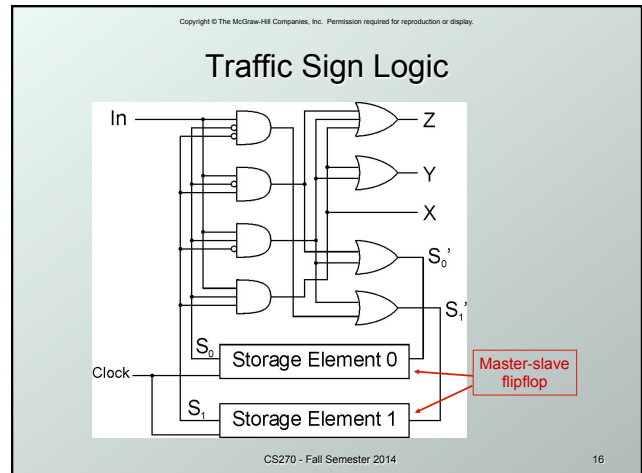 Copyright © The McGraw-Hill Companies, Inc. Permission required for reproduction or display.
Traffic Sign Logic
In
Z
Y
X
S₀'
S₁'
S₀
Storage Element 0
Clock
Master-slave
flipflop
S₁
Storage Element 1
CS270 - Fall Semester 2014
16